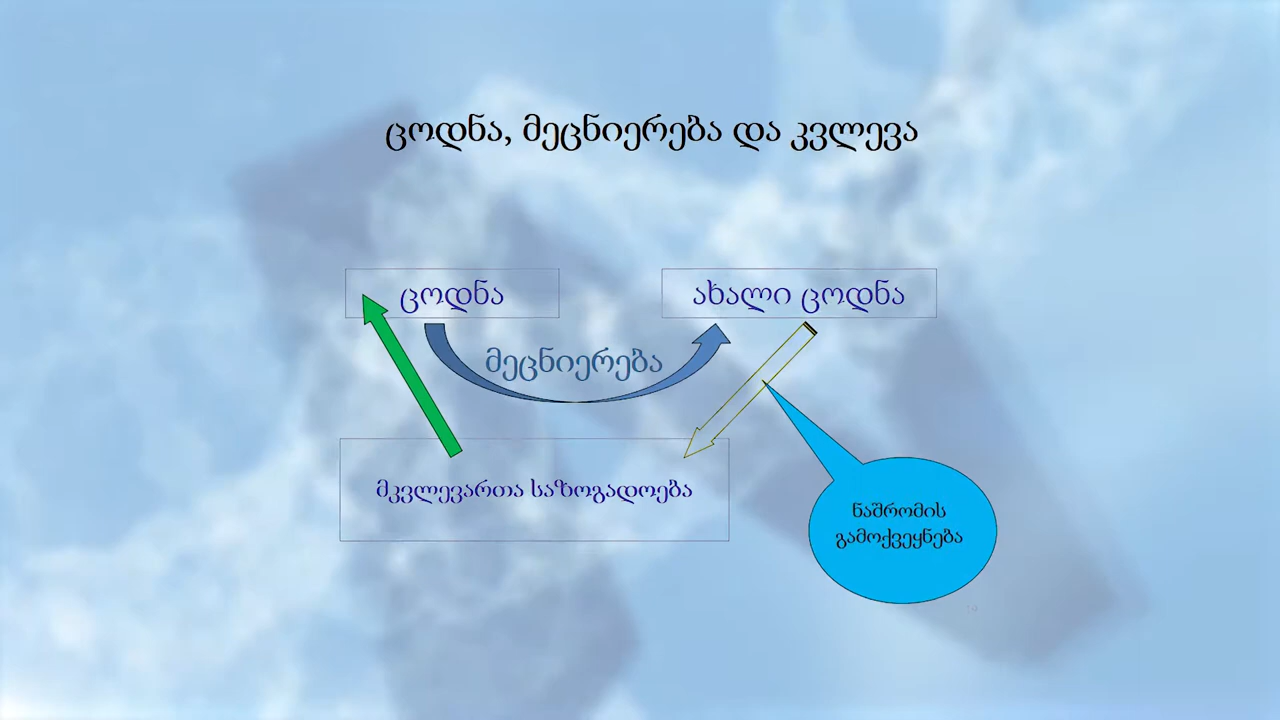 ცოდნა, მეცნიერება და კვლევა
ცოდნა
ახალი ცოდნა
მეცნიერება
მკვლევართა საზოგადოება
ნაშრომის
გამოქვეყნება